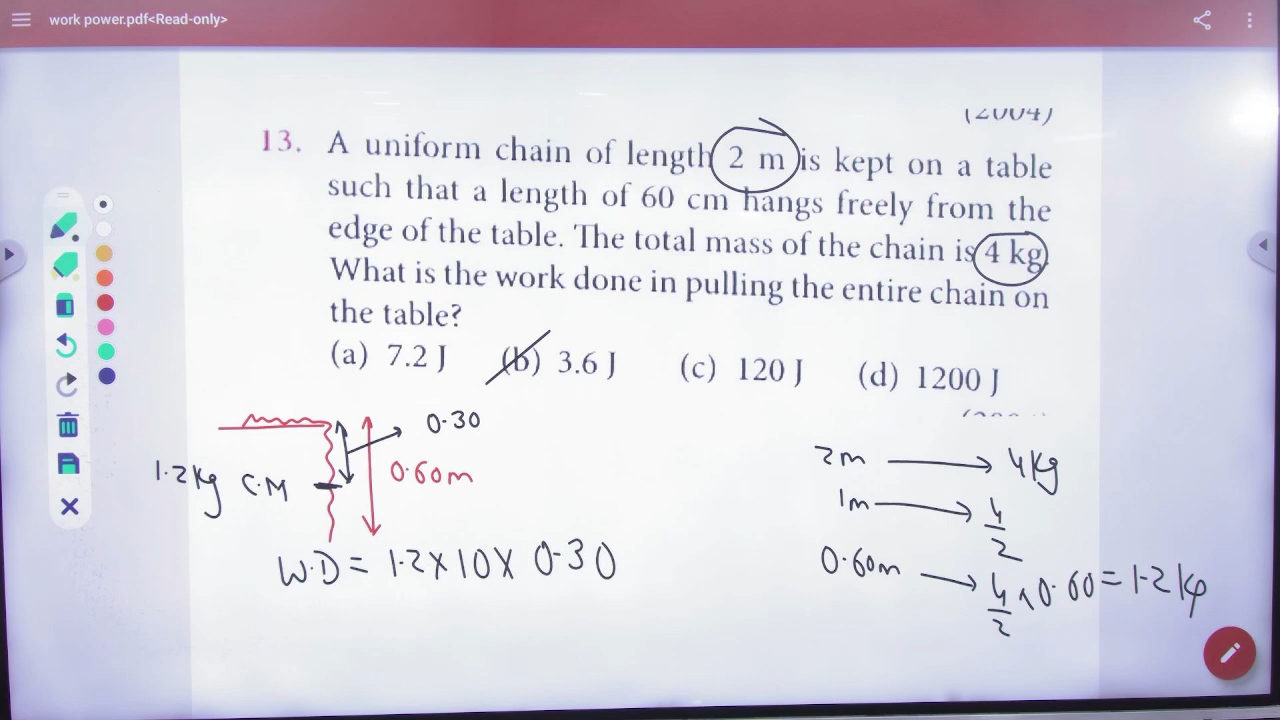 work power.pdf<Read-only>
(2004)
13. A uniform chain of length 2 m is kept on a table
such that a length of 60 cm hangs freely from the
edge of the table. The total mass of the chain is 4 kg.
What is the work done in pulling the entire chain on
the table?
(a) 7.2 J (b) 3.6 J (c) 120 J (d) 1200 J
0.30
0.60m
1.2kg C.M
W.D = 1.2 x 10 x 0.30
2m → 4kg
1m → 4/2
0.60m → 4/2 x 0.60 = 1.2 kg